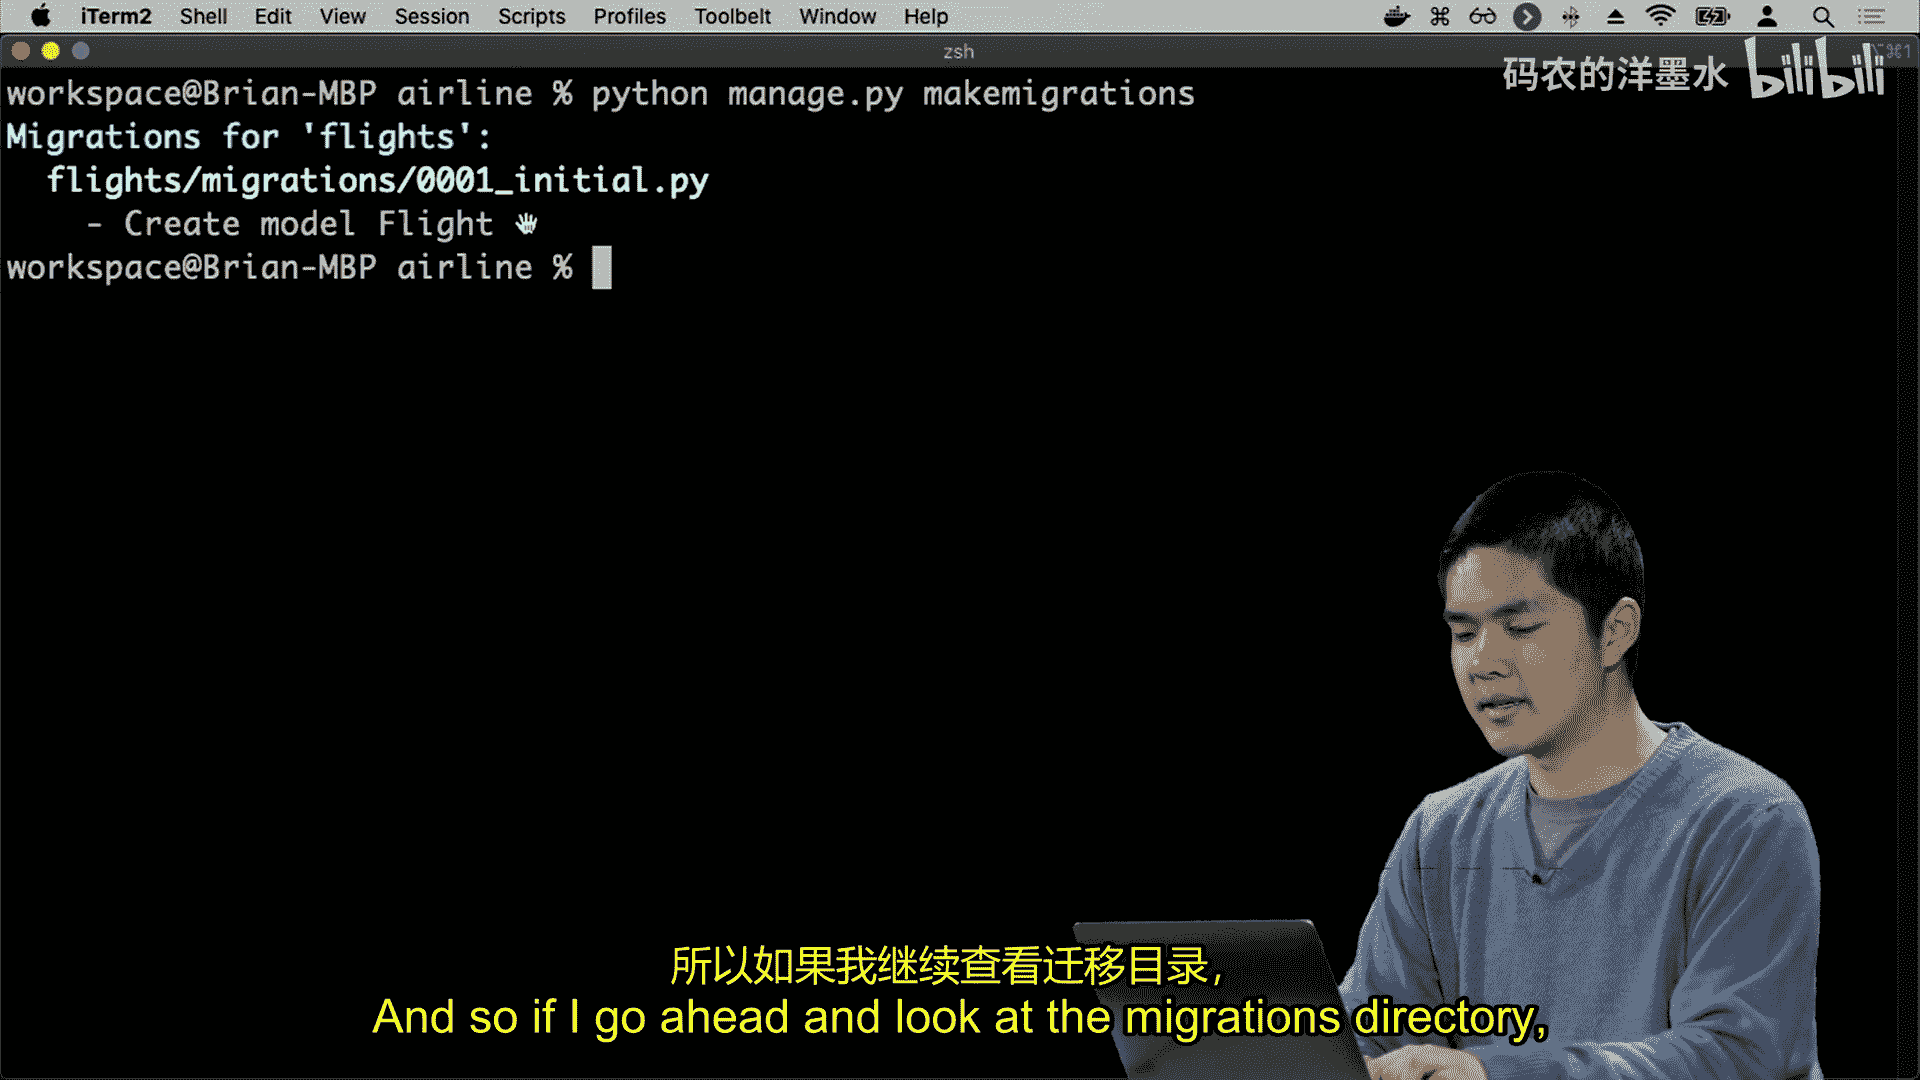 iTerm2 Shell Edit View Session Scripts Profiles Toolbelt Window Help
zsh
⌘1
码农的洋墨水 bilibili
workspace@Brian-MBP airline % python manage.py makemigrations
Migrations for 'flights':
flights/migrations/0001_initial.py
- Create model Flight
workspace@Brian-MBP airline %
所以如果我继续查看迁移目录，
And so if I go ahead and look at the migrations directory,